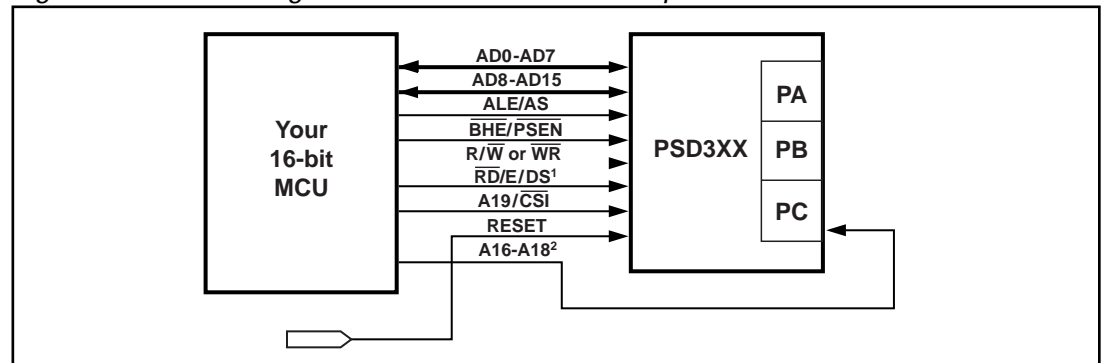 AD0-AD7
AD8-AD15
ALE/AS
BHE/PSEN
R/W or WR
RD/E/DS¹
A19/CSI
RESET
A16-A18²
Your
16-bit
MCU
PSD3XX
PA
PB
PC